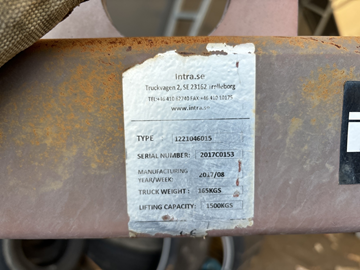 Intra.se
Truckvagen 2, SE 23162 Trelleborg
www.intra.se
TYPE 1221046015
SERIAL NUMBER: 2017C0153
MANUFACTURING
YEAR/WEEK: 2017/08
TRUCK WEIGHT: 165KGS
LIFTING CAPACITY: 1500KGS